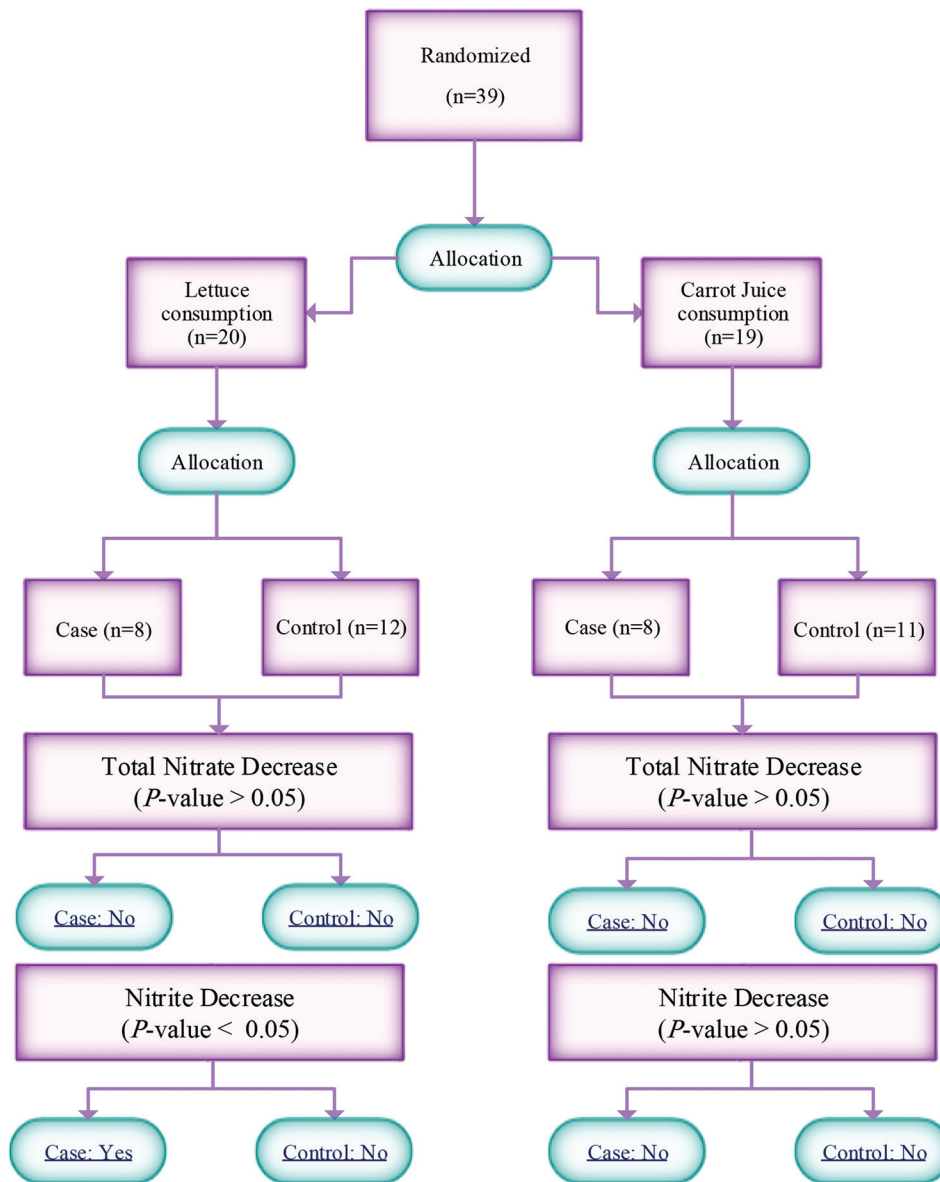 Randomized
(n=39)
Allocation
Lettuce
consumption
(n=20)
Carrot Juice
consumption
(n=19)
Allocation
Allocation
Case (n=8)
Control (n=12)
Case (n=8)
Control (n=11)
Total Nitrate Decrease
(P-value > 0.05)
Total Nitrate Decrease
(P-value > 0.05)
Case: No
Control: No
Case: No
Control: No
Nitrite Decrease
(P-value < 0.05)
Nitrite Decrease
(P-value > 0.05)
Case: Yes
Control: No
Case: No
Control: No